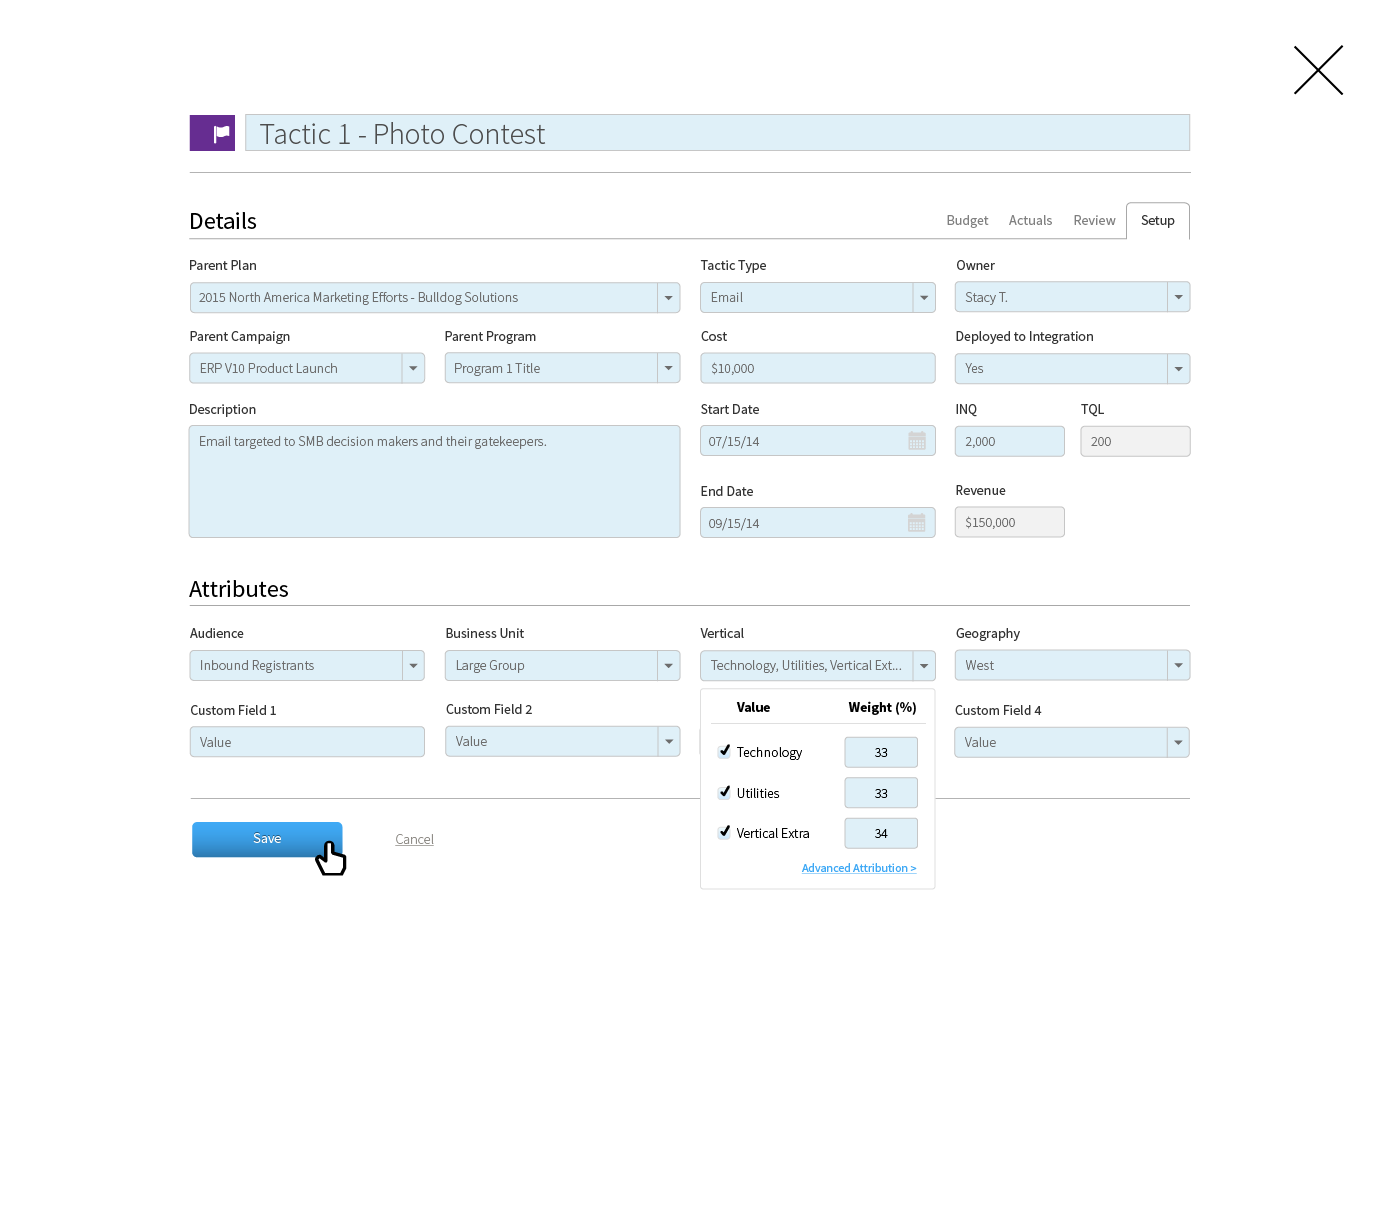 Tactic 1 - Photo Contest
Details
Budget
Actuals
Review
Setup
Parent Plan
Tactic Type
Owner
2015 North America Marketing Efforts - Bulldog Solutions
Email
Stacy T.
Parent Campaign
Parent Program
Cost
Deployed to Integration
ERP V10 Product Launch
Program 1 Title
$10,000
Yes
Description
Start Date
INQ
TQL
Email targeted to SMB decision makers and their gatekeepers.
07/15/14
2,000
200
End Date
Revenue
09/15/14
$150,000
Attributes
Audience
Business Unit
Vertical
Geography
Inbound Registrants
Large Group
Technology, Utilities, Vertical Ext...
West
Custom Field 1
Custom Field 2
Custom Field 4
Value
Value
Value
Value
Weight (%)
Technology
33
Utilities
33
Vertical Extra
34
Advanced Attribution >
Save
Cancel